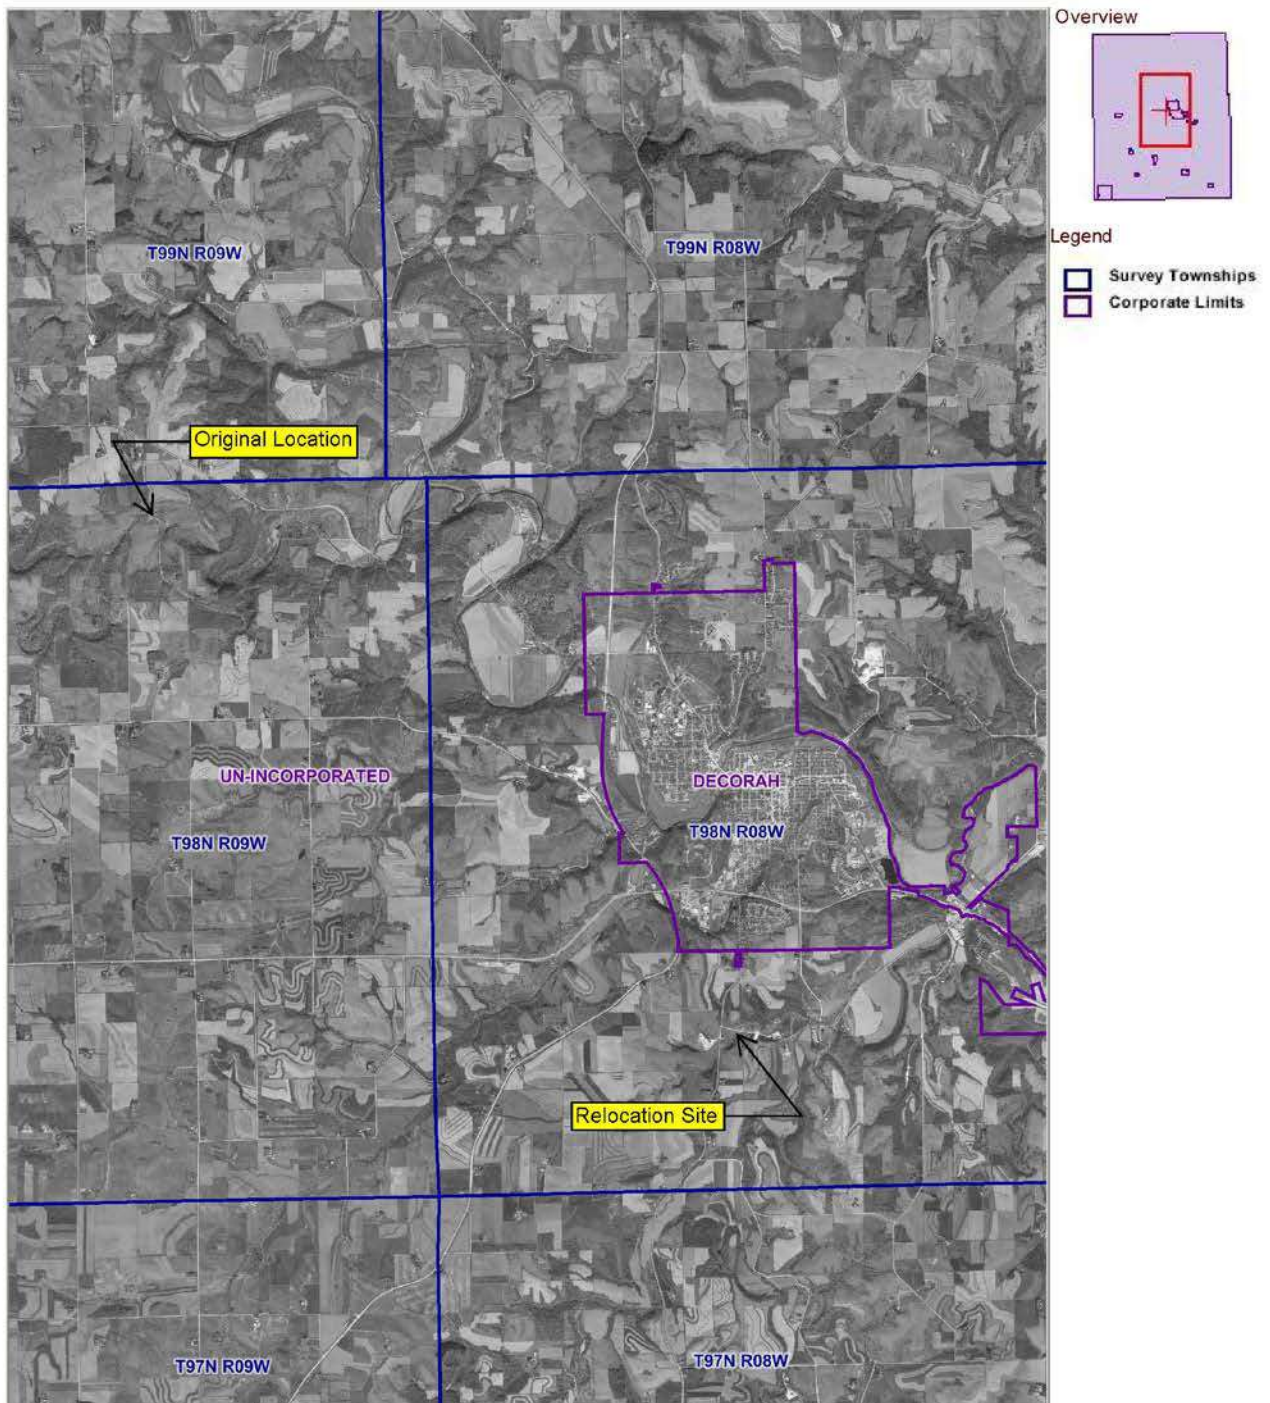 Overview
Legend
Survey Townships
Corporate Limits
T99N R09W
T99N R08W
Original Location
UN-INCORPORATED
DECORAH
T98N R09W
T98N R08W
Relocation Site
T97N R09W
T97N R08W